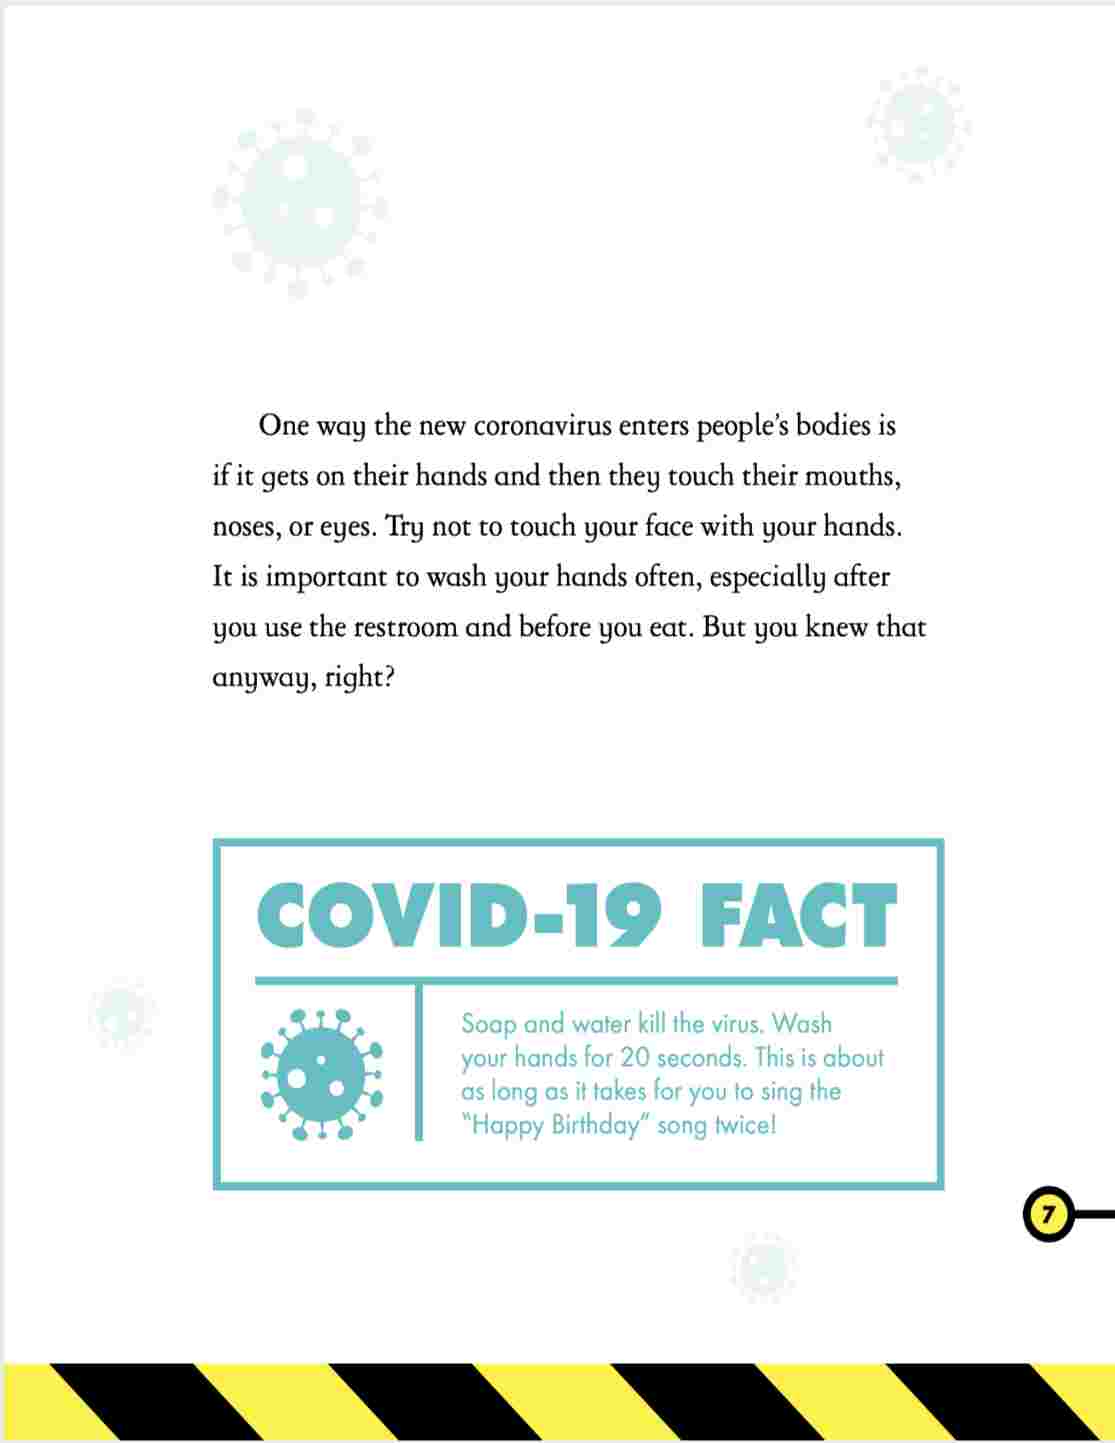 One way the new coronavirus enters people's bodies is
if it gets on their hands and then they touch their mouths,
noses, or eyes. Try not to touch your face with your hands.
It is important to wash your hands often, especially after
you use the restroom and before you eat. But you knew that
anyway, right?
COVID-19 FACT
Soap and water kill the virus. Wash
your hands for 20 seconds. This is about
as long as it takes for you to sing the
“Happy Birthday” song twice!
7